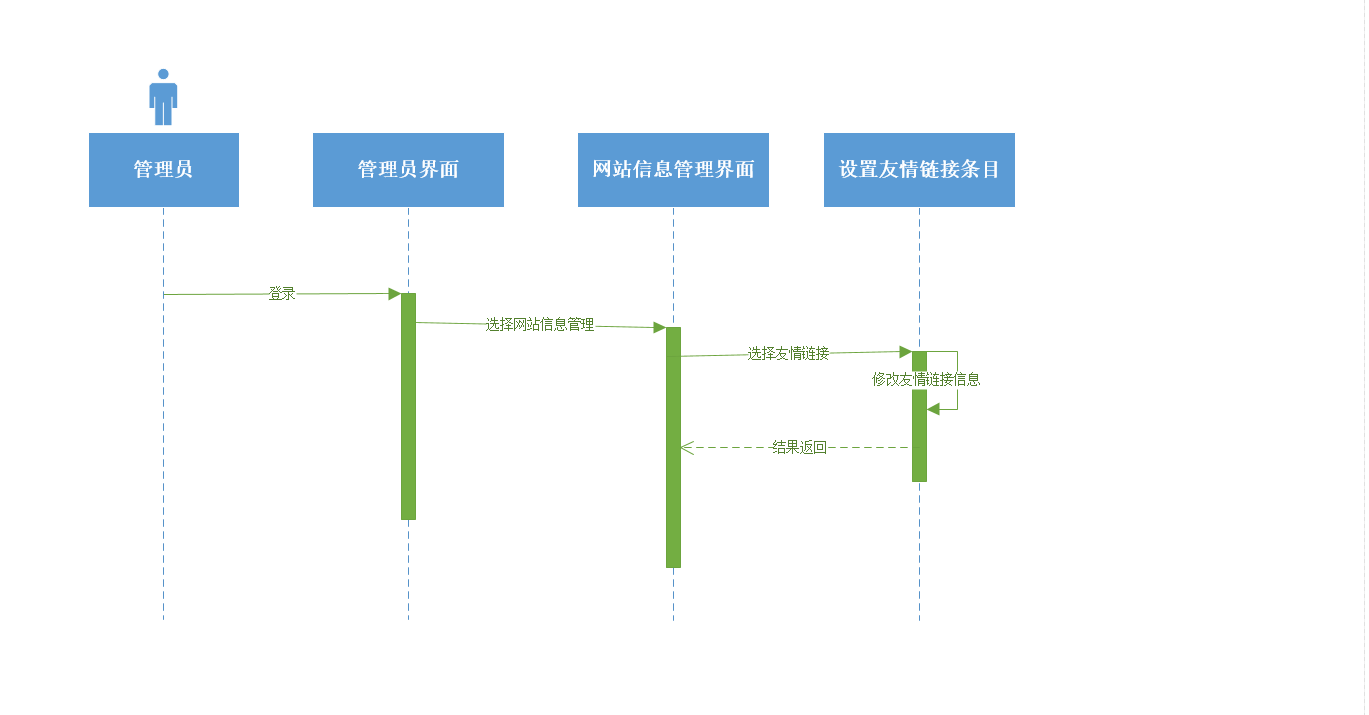 管理员
管理员界面
网站信息管理界面
设置友情链接条目
登录
选择网站信息管理
选择友情链接
修改友情链接信息
结果返回